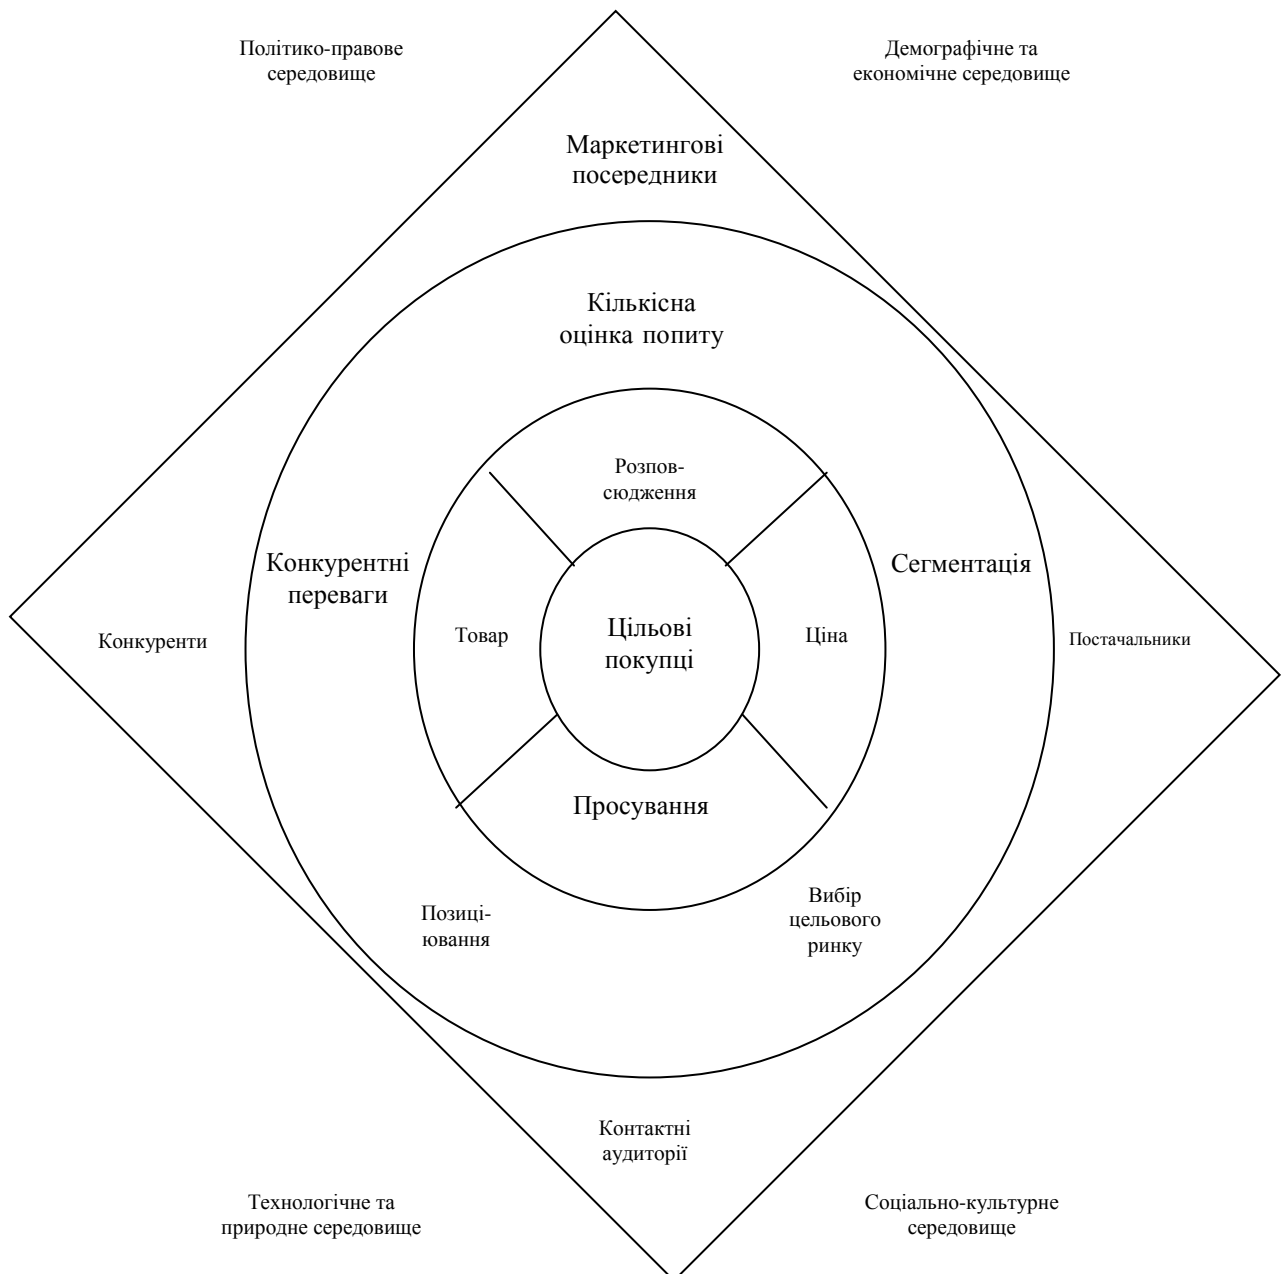 Політико-правове
середовище
Демографічне та
економічне середовище
Маркетингові
посередники
Кількісна
оцінка попиту
Розпов-
сюдження
Конкурентні
переваги
Сегментація
Конкуренти
Товар
Цільові
покупці
Ціна
Постачальники
Просування
Позиці-
ювання
Вибір
цельового
ринку
Контактні
аудиторії
Технологічне та
природне середовище
Соціально-культурне
середовище